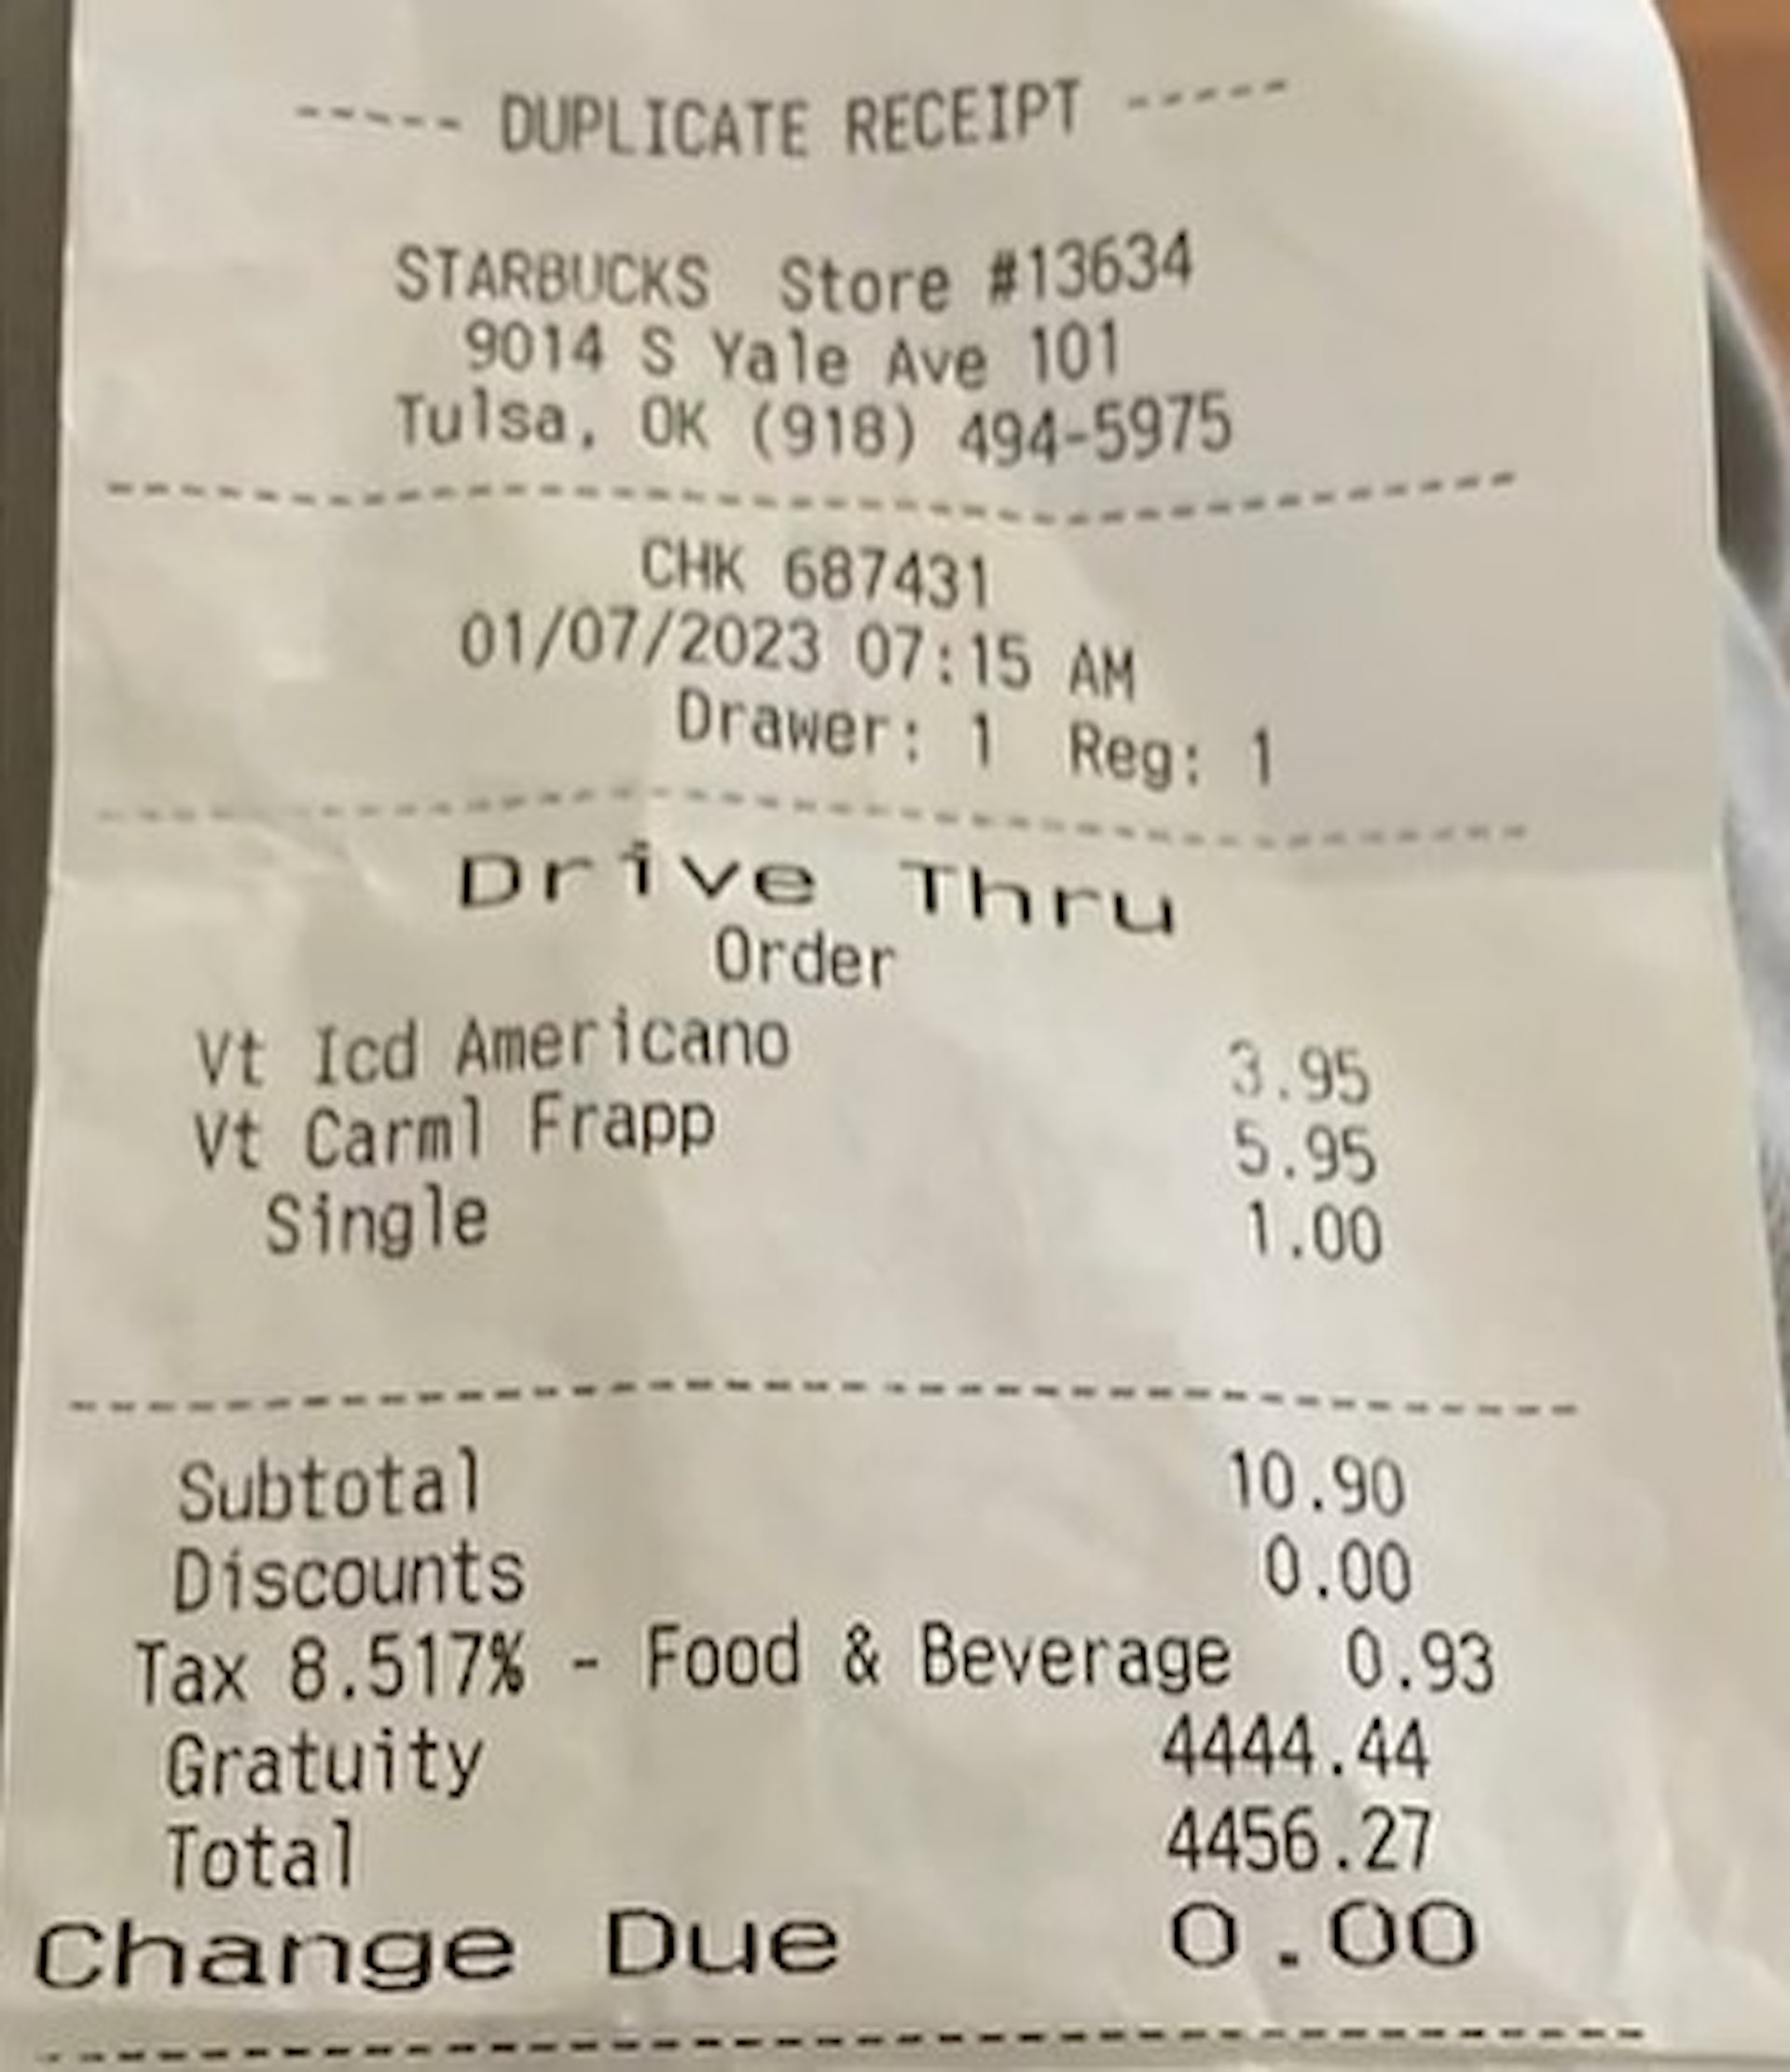 ----- DUPLICATE RECEIPT -----
STARBUCKS Store #13634
9014 S Yale Ave 101
Tulsa, OK (918) 494-5975
CHK 687431
01/07/2023 07:15 AM
Drawer: 1 Reg: 1
Drive Thru
Order
Vt Icd Americano 3.95
Vt Carml Frapp 5.95
Single 1.00
Subtotal 10.90
Discounts 0.00
Tax 8.517% - Food & Beverage 0.93
Gratuity 4444.44
Total 4456.27
Change Due 0.00